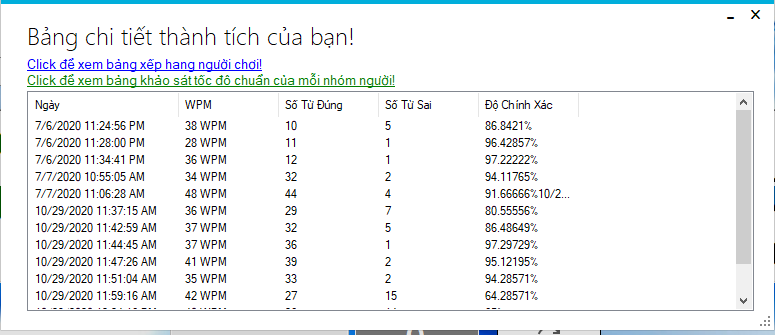 Bảng chi tiết thành tích của bạn!
Click để xem bảng xếp hang người chơi!
Click để xem bảng khảo sát tốc độ chuẩn của mỗi nhóm người!
Ngày WPM Số Từ Đúng Số Từ Sai Độ Chính Xác
7/6/2020 11:24:56 PM 38 WPM 10 5 86.8421%
7/6/2020 11:28:00 PM 28 WPM 11 1 96.42857%
7/6/2020 11:34:41 PM 36 WPM 12 1 97.22222%
7/7/2020 10:55:05 AM 34 WPM 32 2 94.11765%
7/7/2020 11:06:28 AM 48 WPM 44 4 91.66666%10/2...
10/29/2020 11:37:15 AM 36 WPM 29 7 80.55556%
10/29/2020 11:42:59 AM 37 WPM 32 5 86.48649%
10/29/2020 11:44:45 AM 37 WPM 36 1 97.29729%
10/29/2020 11:47:26 AM 41 WPM 39 2 95.12195%
10/29/2020 11:51:04 AM 35 WPM 33 2 94.28571%
10/29/2020 11:59:16 AM 42 WPM 27 15 64.28571%